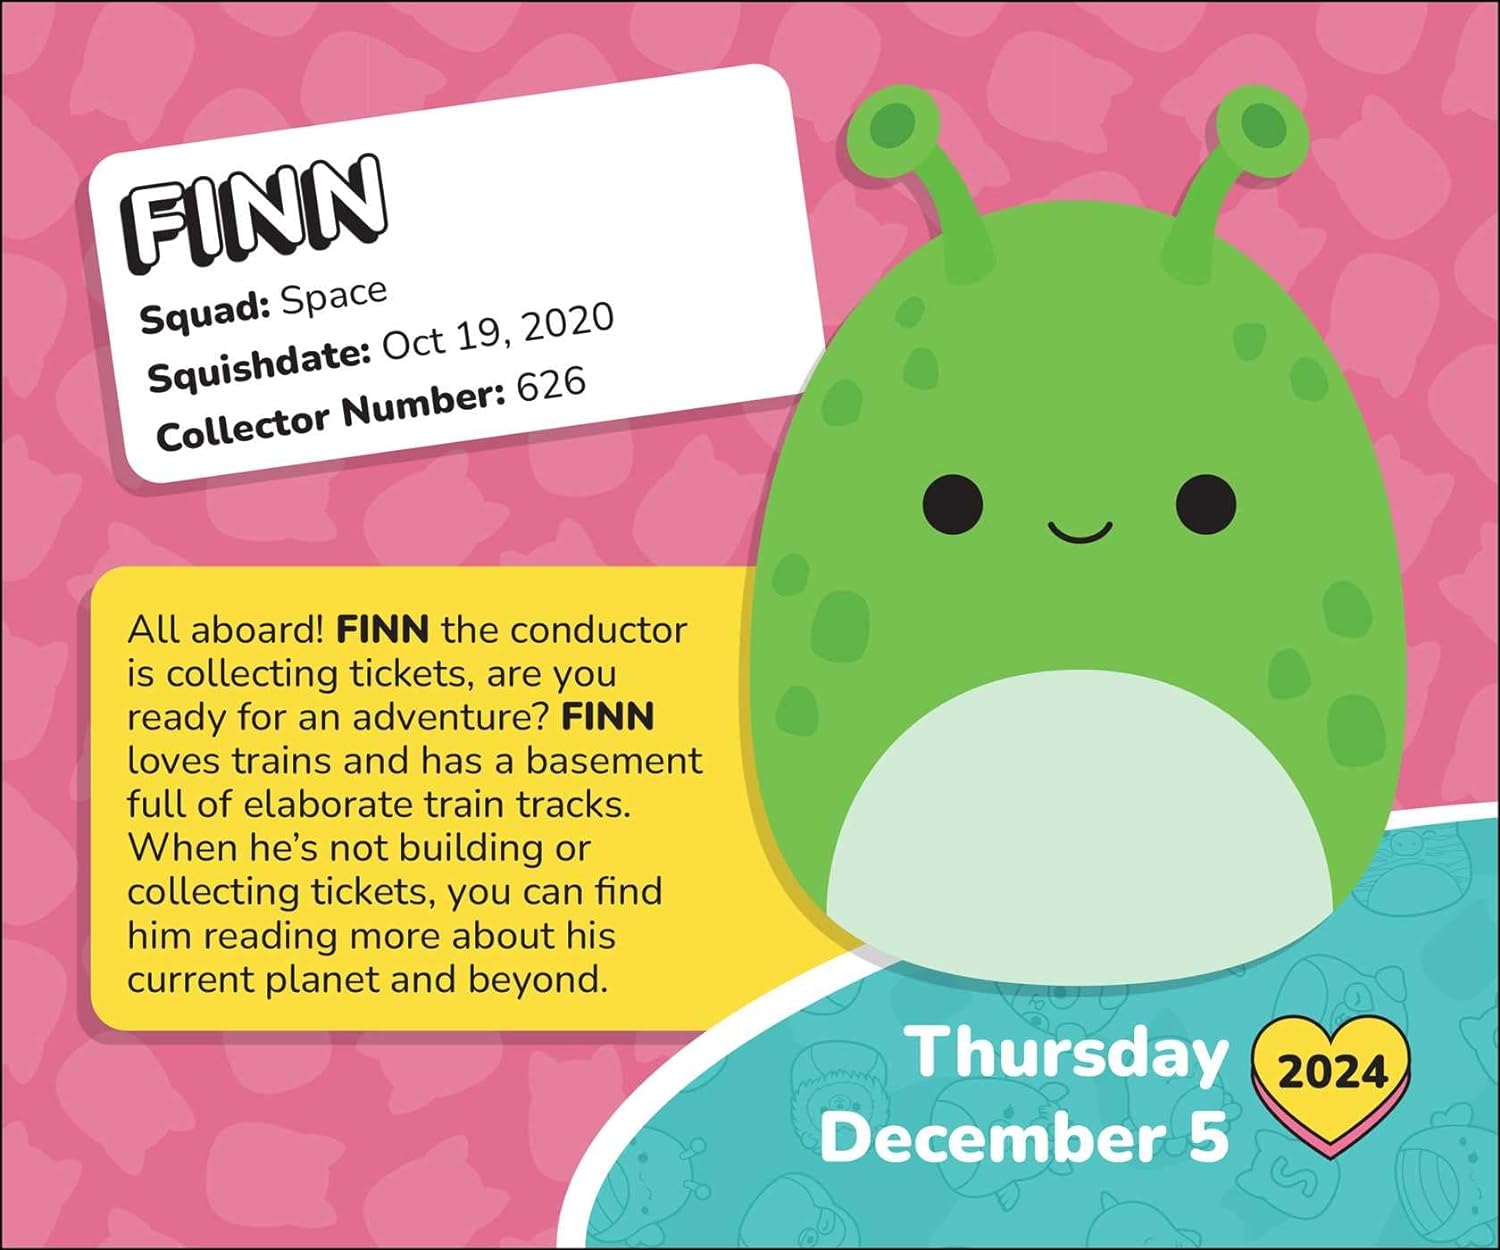 FINN
Squad: Space
Squishdate: Oct 19, 2020
Collector Number: 626
All aboard! FINN the conductor
is collecting tickets, are you
ready for an adventure? FINN
loves trains and has a basement
full of elaborate train tracks.
When he's not building or
collecting tickets, you can find
him reading more about his
current planet and beyond.
Thursday
December 5
2024